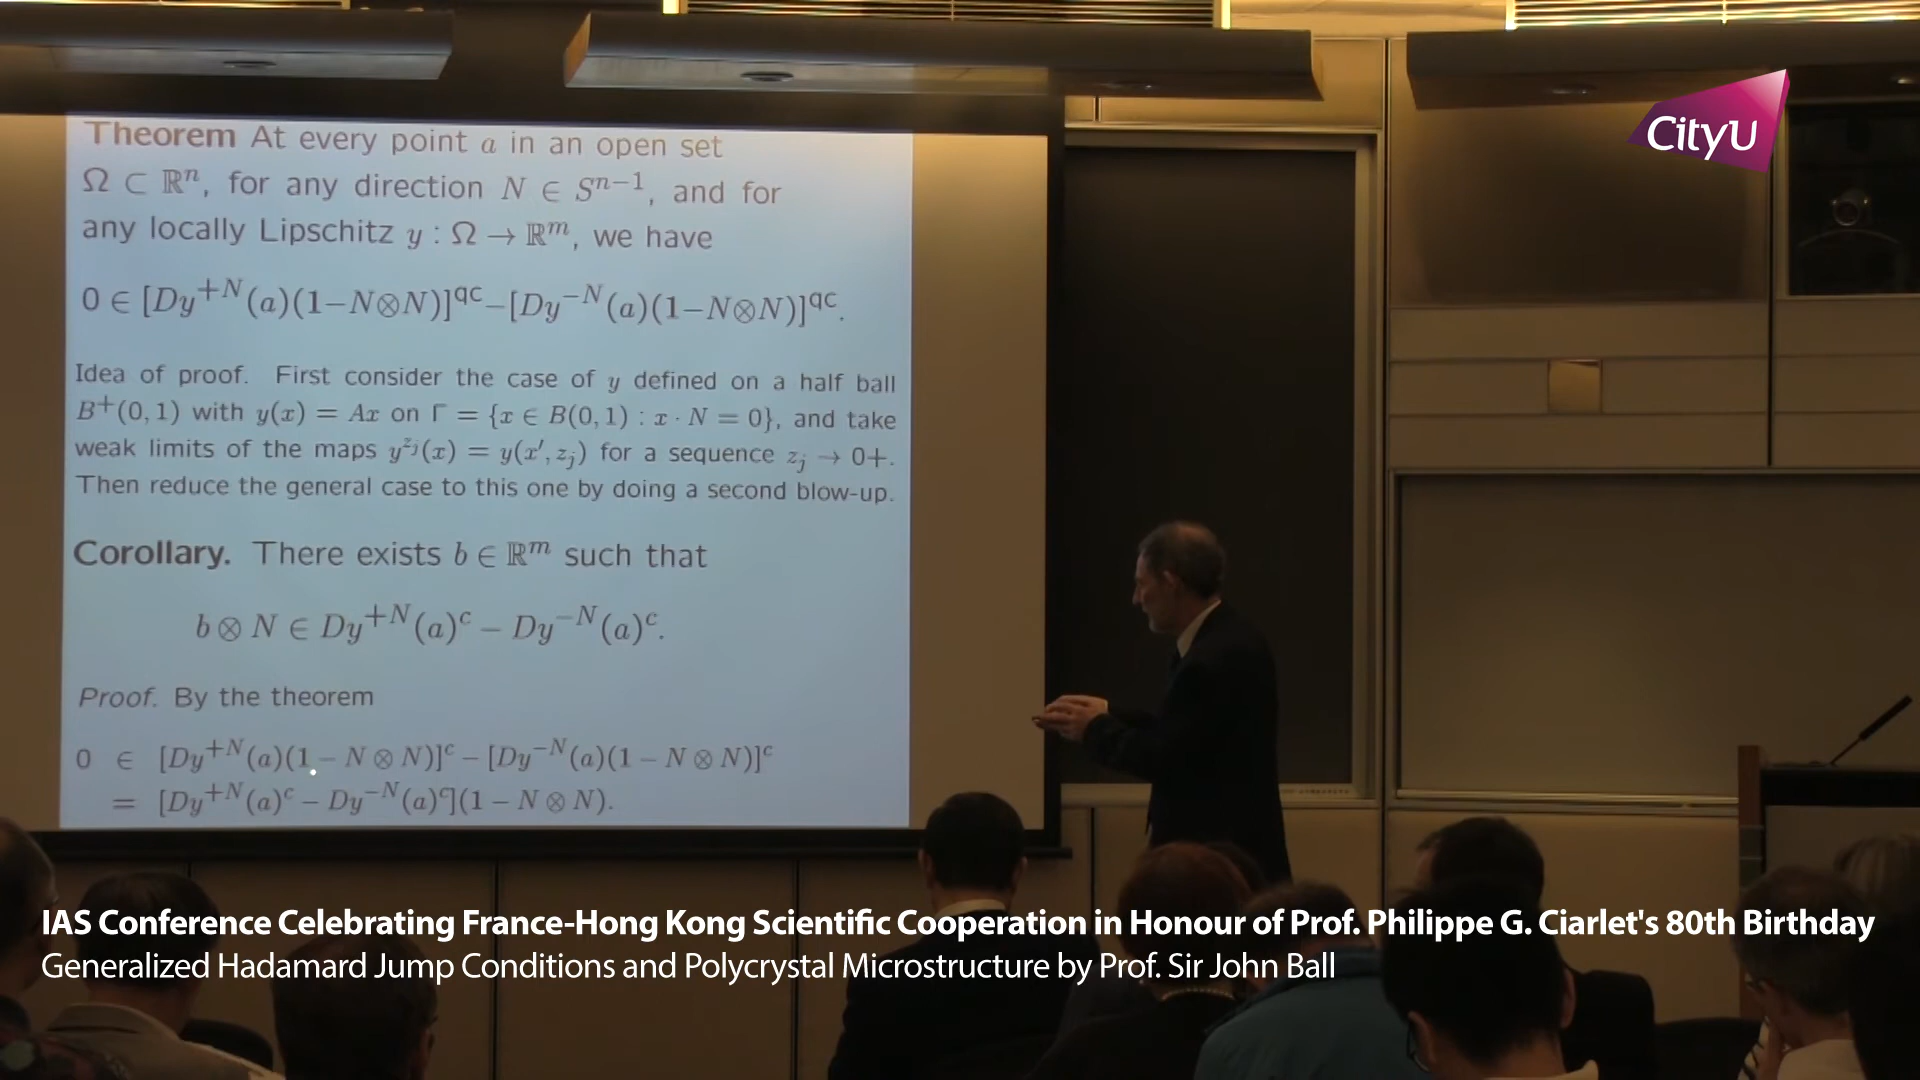 CityU
Theorem At every point a in an open set
Ω ⊂ ℝⁿ, for any direction N ∈ Sⁿ⁻¹, and for
any locally Lipschitz y : Ω → ℝᵐ, we have
0 ∈ [Dy⁺ᴺ(a)(1−N⊗N)]^qc−[Dy⁻ᴺ(a)(1−N⊗N)]^qc.
Idea of proof. First consider the case of y defined on a half ball
B⁺(0, 1) with y(x) = Ax on Γ = {x ∈ B(0, 1) : x · N = 0}, and take
weak limits of the maps y^{z_j}(x) = y(x′, z_j) for a sequence z_j → 0+.
Then reduce the general case to this one by doing a second blow-up.
Corollary. There exists b ∈ ℝᵐ such that
b ⊗ N ∈ Dy⁺ᴺ(a)ᶜ − Dy⁻ᴺ(a)ᶜ.
Proof. By the theorem
0 ∈ [Dy⁺ᴺ(a)(1 − N ⊗ N)]ᶜ − [Dy⁻ᴺ(a)(1 − N ⊗ N)]ᶜ
= [Dy⁺ᴺ(a)ᶜ − Dy⁻ᴺ(a)ᶜ](1 − N ⊗ N).
IAS Conference Celebrating France-Hong Kong Scientific Cooperation in Honour of Prof. Philippe G. Ciarlet's 80th Birthday
Generalized Hadamard Jump Conditions and Polycrystal Microstructure by Prof. Sir John Ball